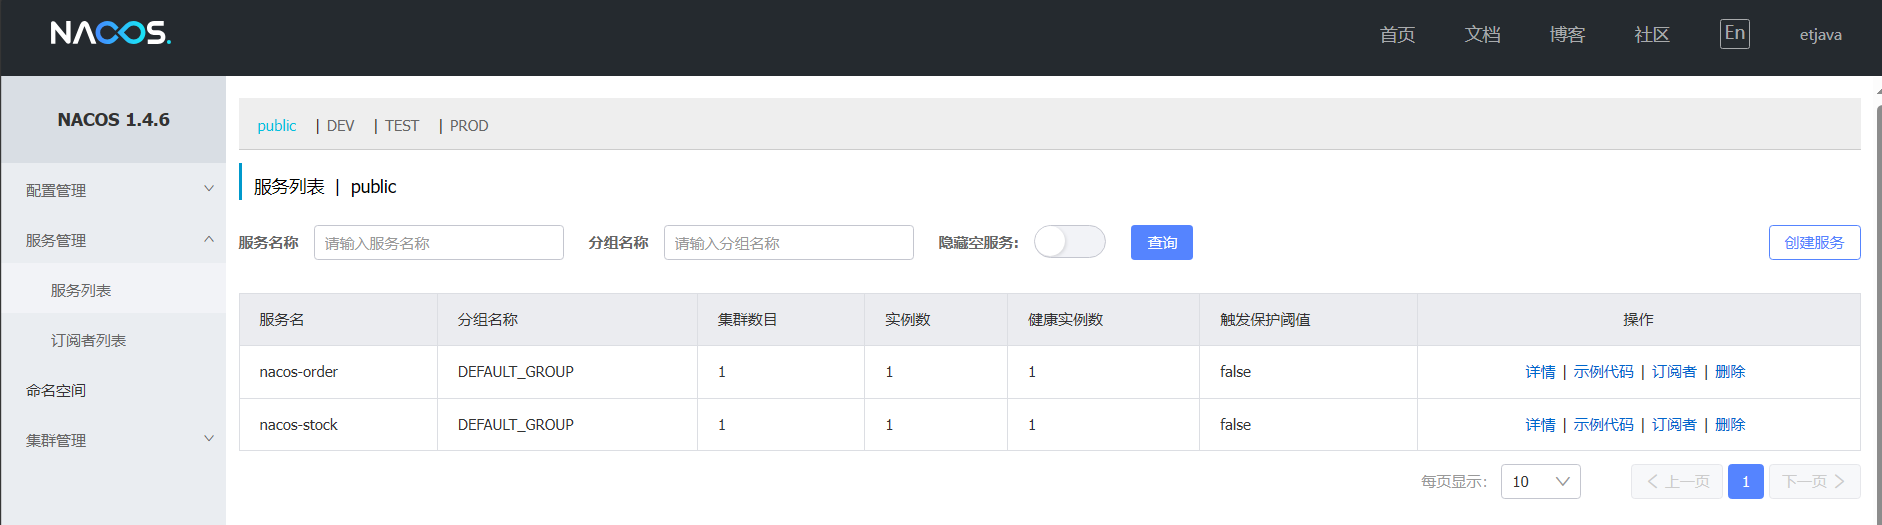 NACOS. 首页 文档 博客 社区 En etjava
NACOS 1.4.6
配置管理
服务管理
服务列表
订阅者列表
命名空间
集群管理
public | DEV | TEST | PROD
服务列表 | public
服务名称 请输入服务名称 分组名称 请输入分组名称 隐藏空服务: 查询 创建服务
服务名 分组名称 集群数目 实例数 健康实例数 触发保护阈值 操作
nacos-order DEFAULT_GROUP 1 1 1 false 详情 | 示例代码 | 订阅者 | 删除
nacos-stock DEFAULT_GROUP 1 1 1 false 详情 | 示例代码 | 订阅者 | 删除
每页显示: 10 上一页 1 下一页